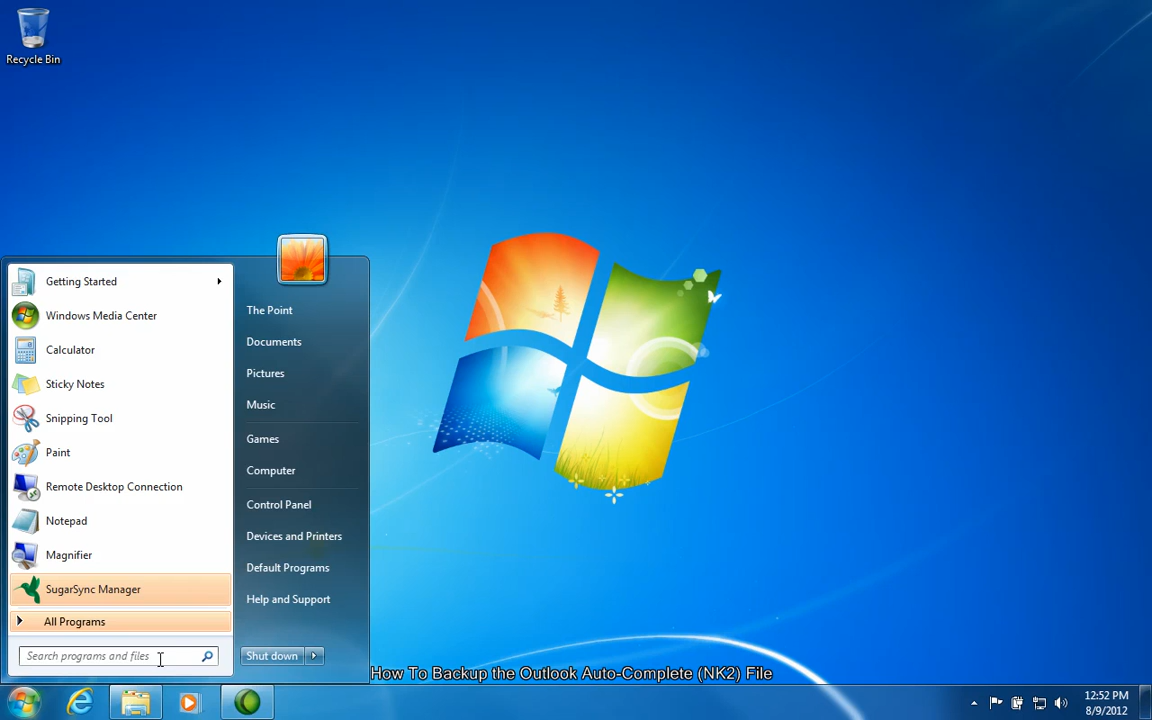 Recycle Bin
Getting Started
Windows Media Center
Calculator
Sticky Notes
Snipping Tool
Paint
Remote Desktop Connection
Notepad
Magnifier
SugarSync Manager
All Programs
Search programs and files
The Point
Documents
Pictures
Music
Games
Computer
Control Panel
Devices and Printers
Default Programs
Help and Support
Shut down
How To Backup the Outlook Auto-Complete (NK2) File
12:52 PM
8/9/2012